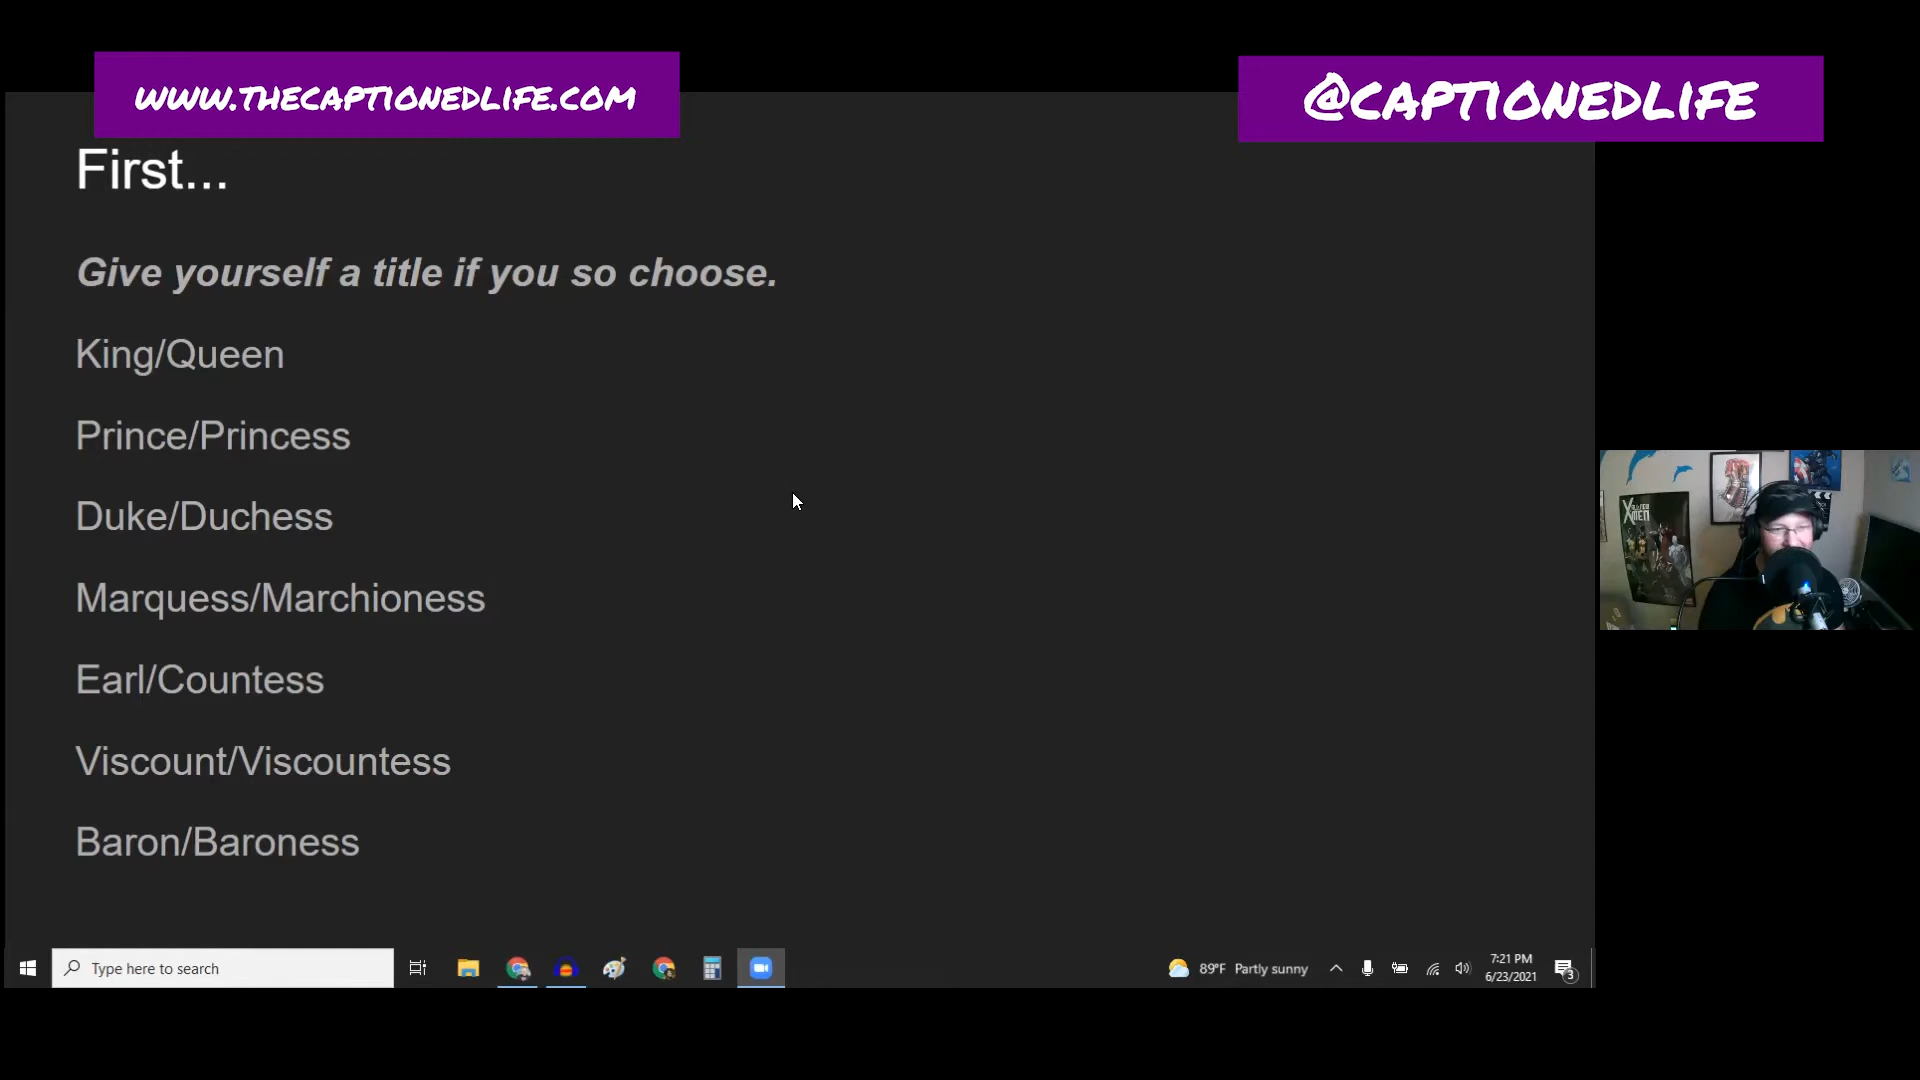 www.thecaptionedlife.com
@captionedlife
First...
Give yourself a title if you so choose.
King/Queen
Prince/Princess
Duke/Duchess
Marquess/Marchioness
Earl/Countess
Viscount/Viscountess
Baron/Baroness
X-MEN
Type here to search
89°F Partly sunny
7:21 PM
6/23/2021
3